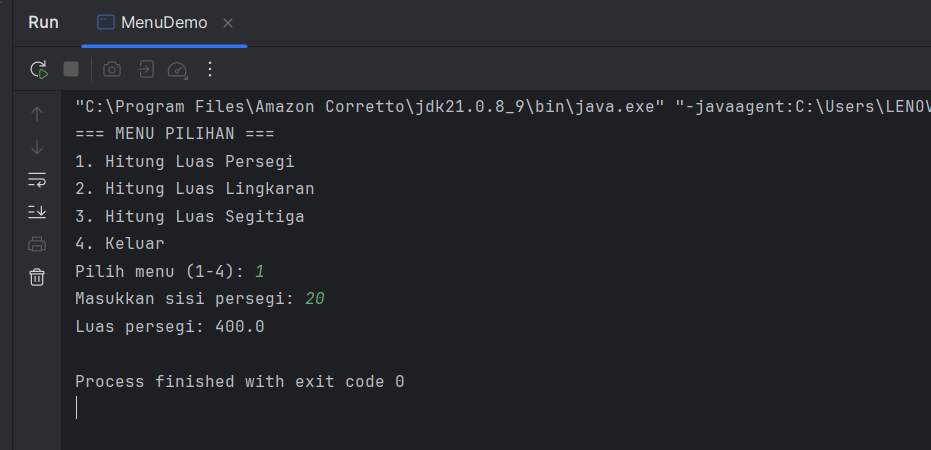 Run MenuDemo
"C:\Program Files\Amazon Corretto\jdk21.0.8_9\bin\java.exe" "-javaagent:C:\Users\LENOV
=== MENU PILIHAN ===
1. Hitung Luas Persegi
2. Hitung Luas Lingkaran
3. Hitung Luas Segitiga
4. Keluar
Pilih menu (1-4): 1
Masukkan sisi persegi: 20
Luas persegi: 400.0
Process finished with exit code 0